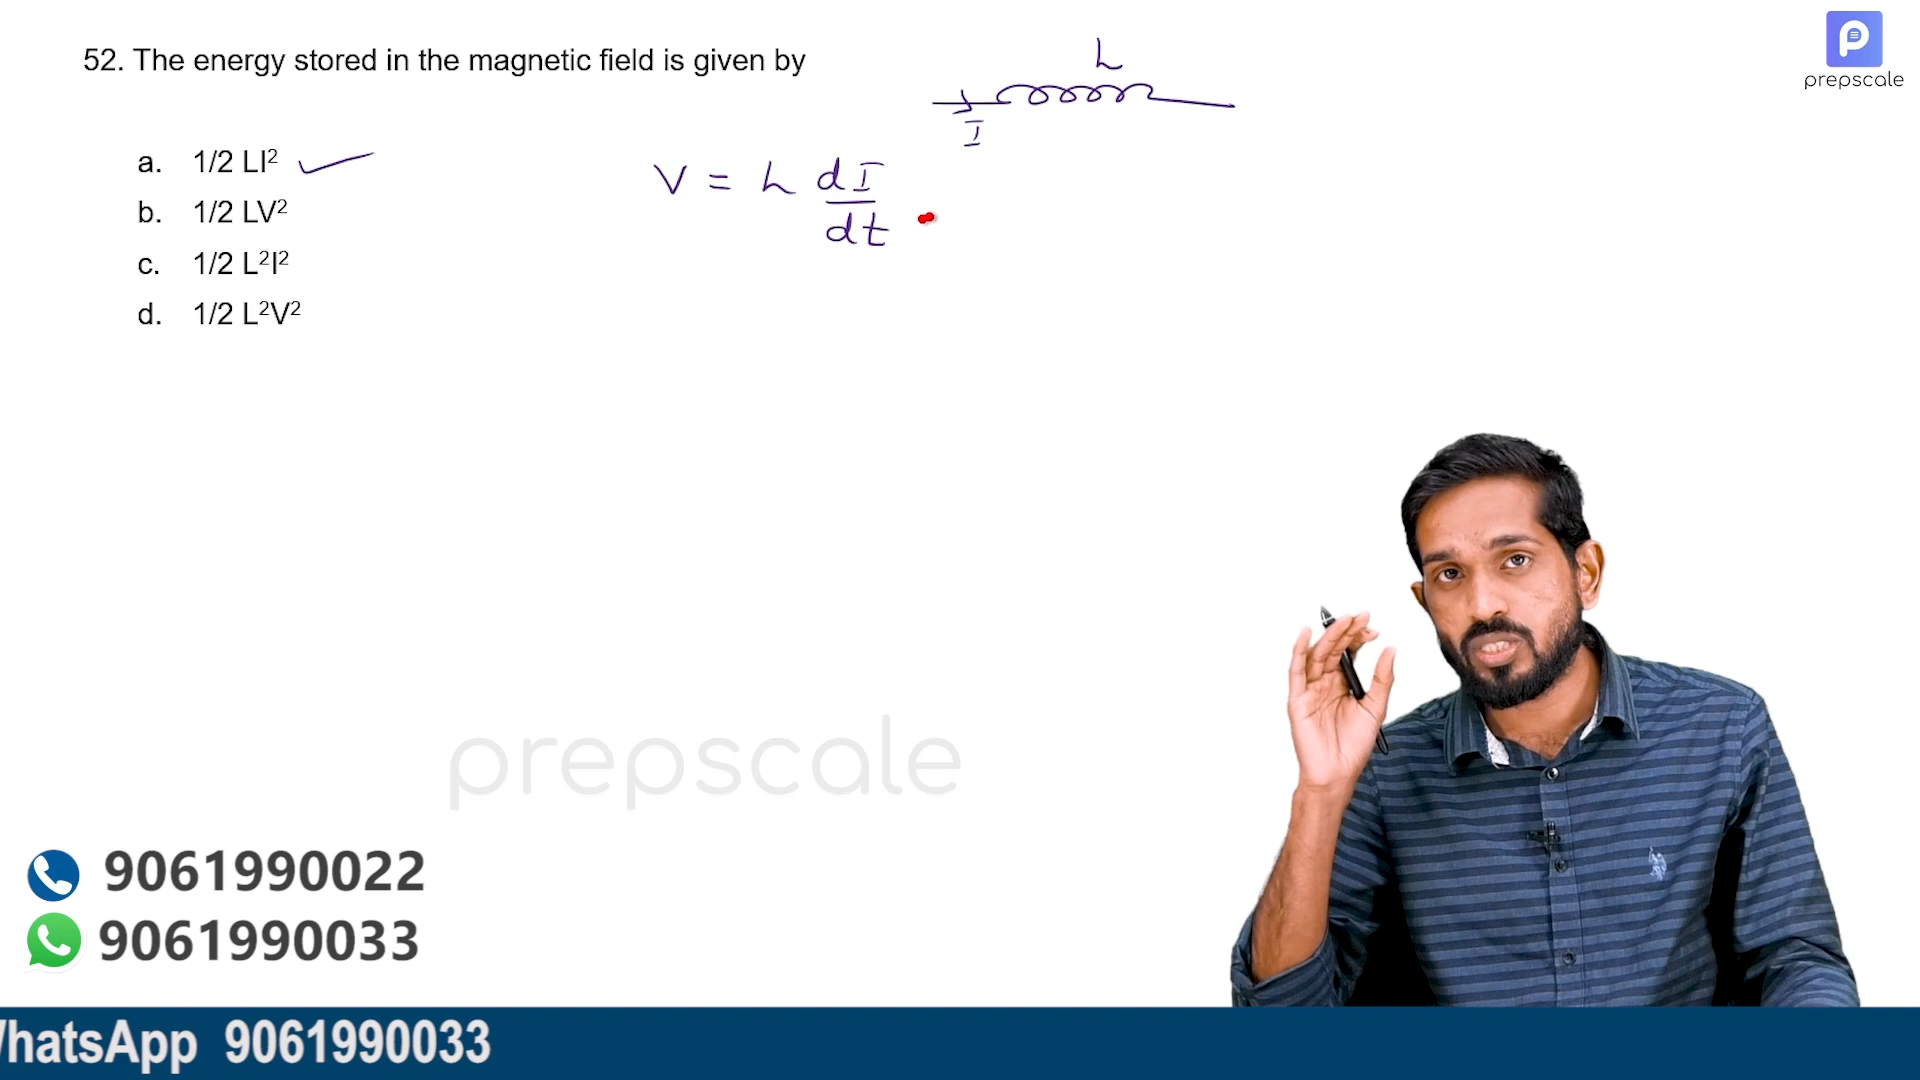 52. The energy stored in the magnetic field is given by
a. 1/2 LI²
b. 1/2 LV²
c. 1/2 L²I²
d. 1/2 L²V²
L
I
V = L dI/dt
prepscale
prepscale
9061990022
9061990033
WhatsApp 9061990033